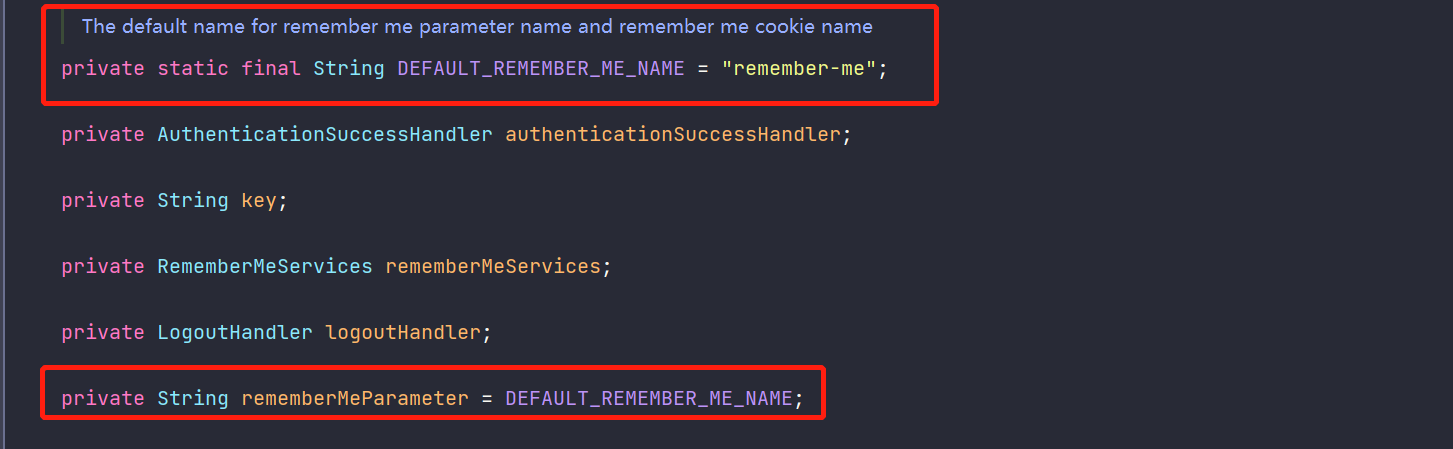 The default name for remember me parameter name and remember me cookie name
private static final String DEFAULT_REMEMBER_ME_NAME = "remember-me";
private AuthenticationSuccessHandler authenticationSuccessHandler;
private String key;
private RememberMeServices rememberMeServices;
private LogoutHandler logoutHandler;
private String rememberMeParameter = DEFAULT_REMEMBER_ME_NAME;